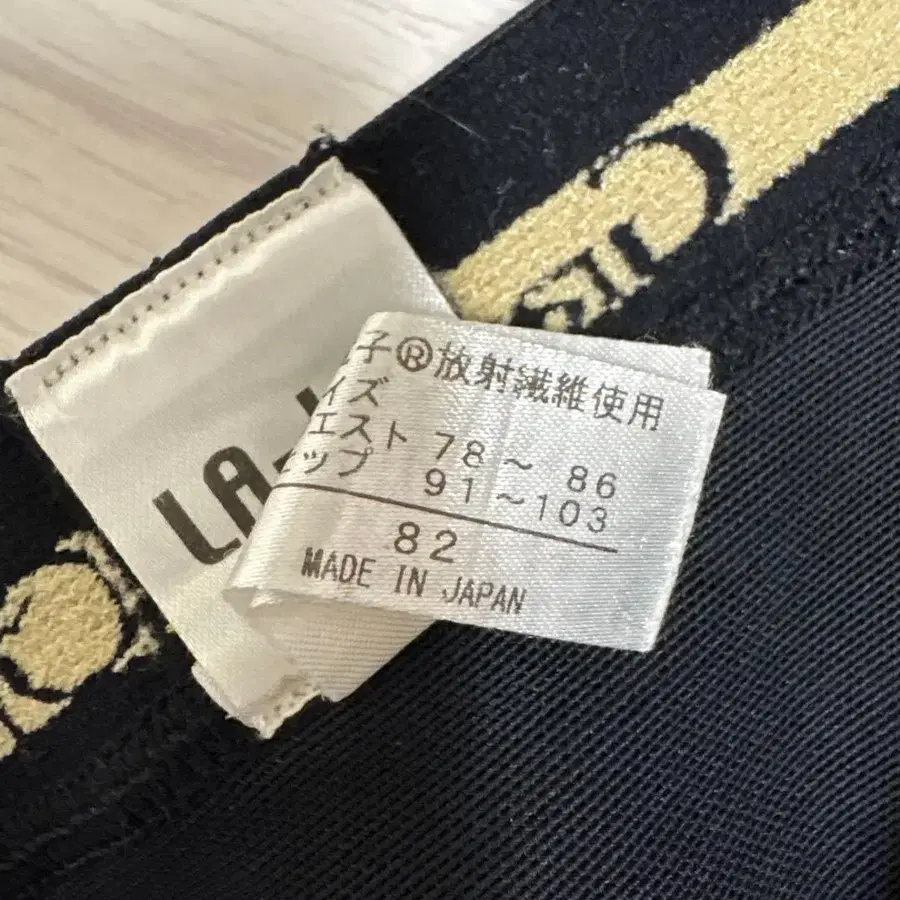 子®放射繊維使用
イズ
エスト 78～86
ップ 91～103
82
MADE IN JAPAN
LA-